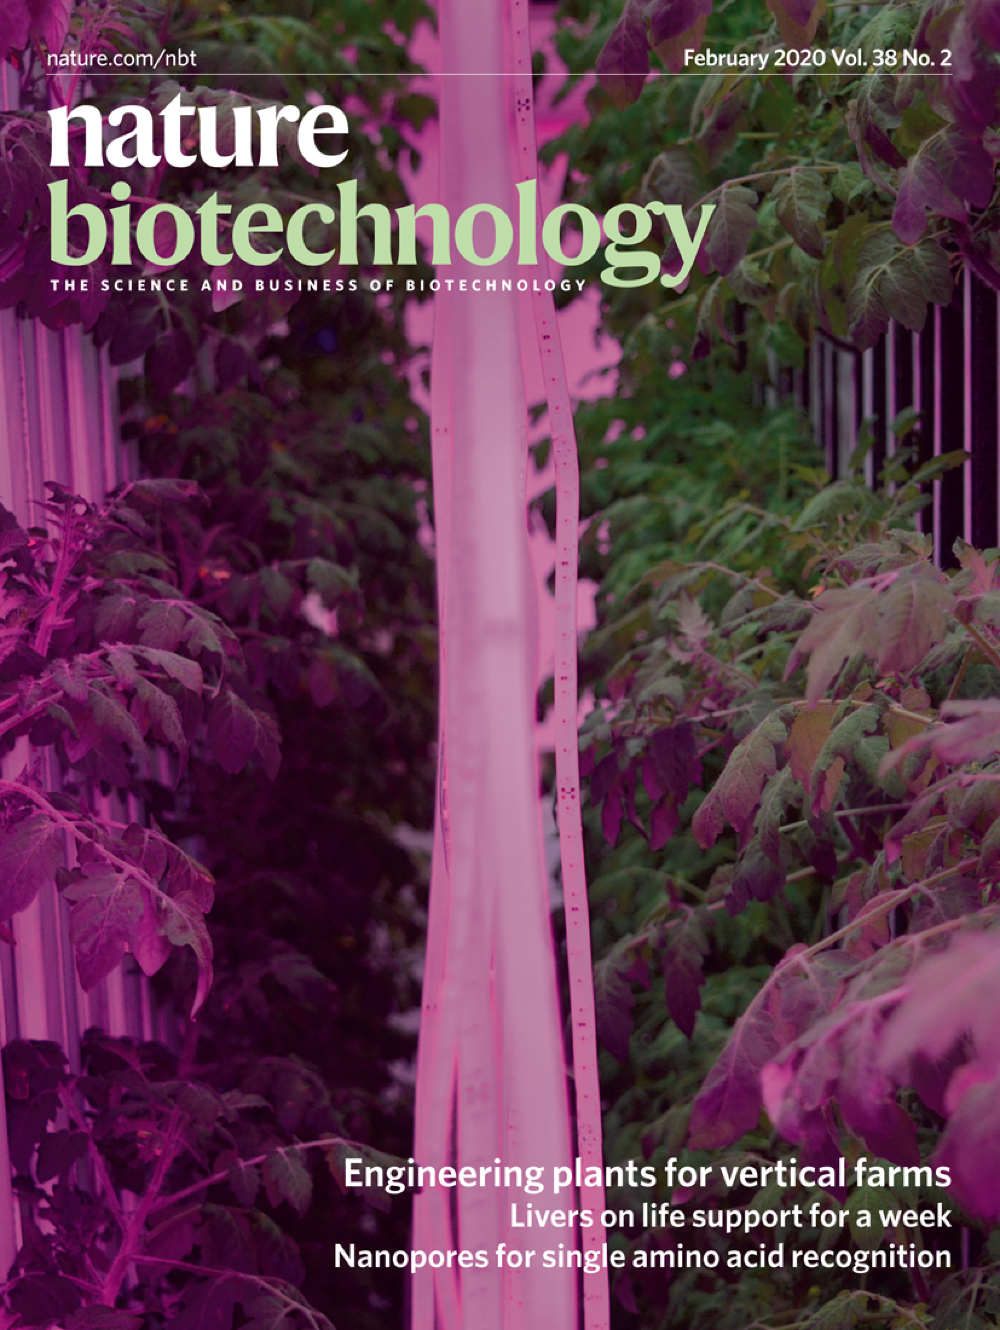 nature.com/nbt
February 2020 Vol. 38 No. 2
nature
biotechnology
THE SCIENCE AND BUSINESS OF BIOTECHNOLOGY
Engineering plants for vertical farms
Livers on life support for a week
Nanopores for single amino acid recognition